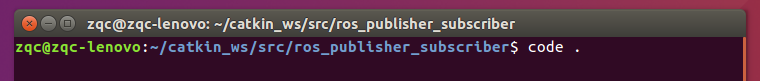 zqc@zqc-lenovo: ~/catkin_ws/src/ros_publisher_subscriber
zqc@zqc-lenovo:~/catkin_ws/src/ros_publisher_subscriber$ code .